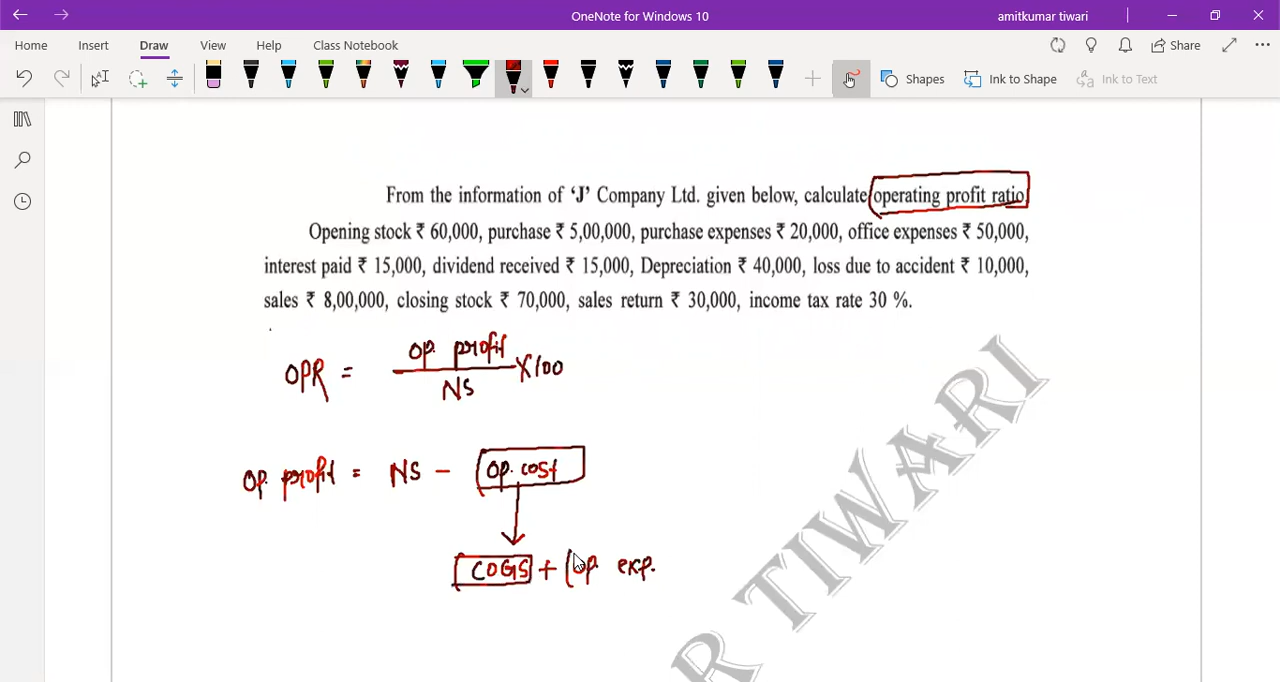 OneNote for Windows 10
amitkumar tiwari
Home Insert Draw View Help Class Notebook
Share
Shapes Ink to Shape Ink to Text
From the information of ‘J’ Company Ltd. given below, calculate operating profit ratio
Opening stock ₹ 60,000, purchase ₹ 5,00,000, purchase expenses ₹ 20,000, office expenses ₹ 50,000,
interest paid ₹ 15,000, dividend received ₹ 15,000, Depreciation ₹ 40,000, loss due to accident ₹ 10,000,
sales ₹ 8,00,000, closing stock ₹ 70,000, sales return ₹ 30,000, income tax rate 30 %.
OPR = op. profit / NS × 100
Op. profit = NS - op. cost
COGS + (op. exp.
R TIWARI